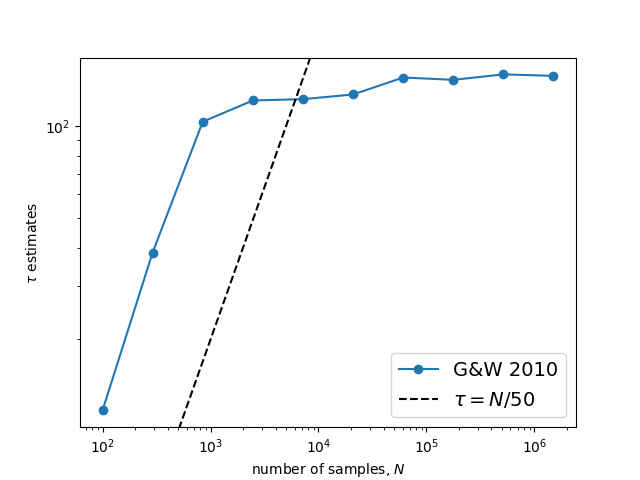 10²
τ estimates
G&W 2010
τ = N/50
10² 10³ 10⁴ 10⁵ 10⁶
number of samples, N